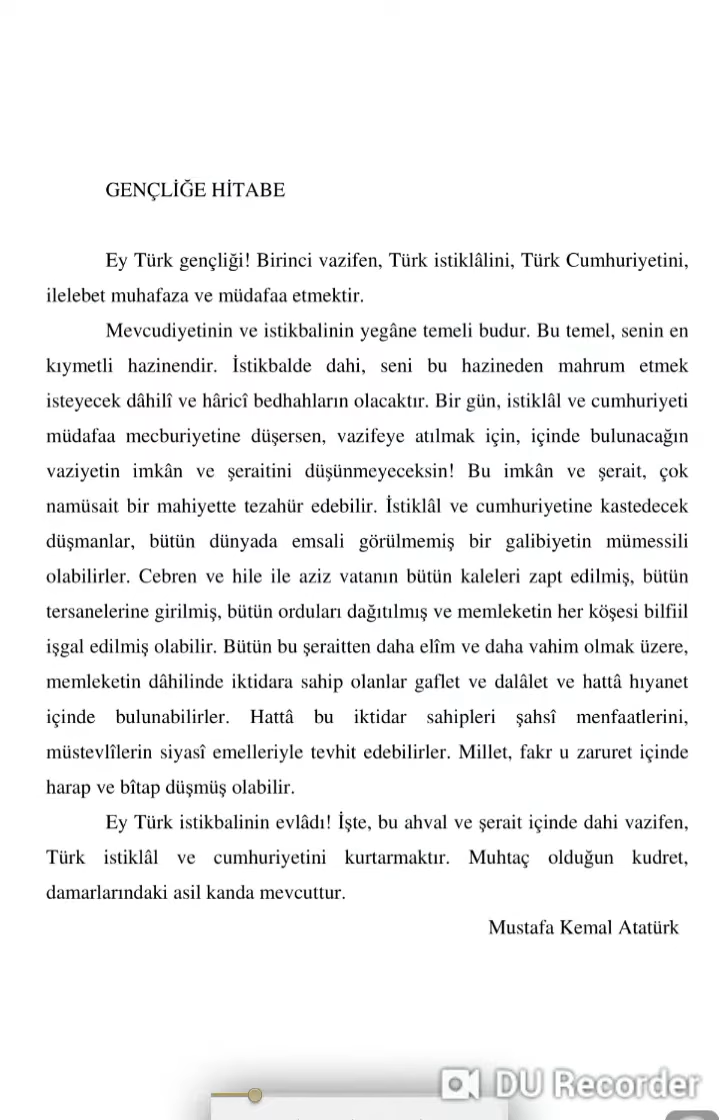 GENÇLİĞE HİTABE
Ey Türk gençliği! Birinci vazifen, Türk istiklâlini, Türk Cumhuriyetini,
ilelebet muhafaza ve müdafaa etmektir.
Mevcudiyetinin ve istikbalinin yegâne temeli budur. Bu temel, senin en
kıymetli hazinendir. İstikbalde dahi, seni bu hazineden mahrum etmek
isteyecek dâhilî ve hâricî bedhahların olacaktır. Bir gün, istiklâl ve cumhuriyeti
müdafaa mecburiyetine düşersen, vazifeye atılmak için, içinde bulunacağın
vaziyetin imkân ve şeraitini düşünmeyeceksin! Bu imkân ve şerait, çok
namüsait bir mahiyette tezahür edebilir. İstiklâl ve cumhuriyetine kastedecek
düşmanlar, bütün dünyada emsali görülmemiş bir galibiyetin mümessili
olabilirler. Cebren ve hile ile aziz vatanın bütün kaleleri zapt edilmiş, bütün
tersanelerine girilmiş, bütün orduları dağıtılmış ve memleketin her köşesi bilfiil
işgal edilmiş olabilir. Bütün bu şeraitten daha elîm ve daha vahim olmak üzere,
memleketin dâhilinde iktidara sahip olanlar gaflet ve dalâlet ve hattâ hıyanet
içinde bulunabilirler. Hattâ bu iktidar sahipleri şahsî menfaatlerini,
müstevlîlerin siyasî emelleriyle tevhit edebilirler. Millet, fakr u zaruret içinde
harap ve bîtap düşmüş olabilir.
Ey Türk istikbalinin evlâdı! İşte, bu ahval ve şerait içinde dahi vazifen,
Türk istiklâl ve cumhuriyetini kurtarmaktır. Muhtaç olduğun kudret,
damarlarındaki asil kanda mevcuttur.
Mustafa Kemal Atatürk
DU Recorder